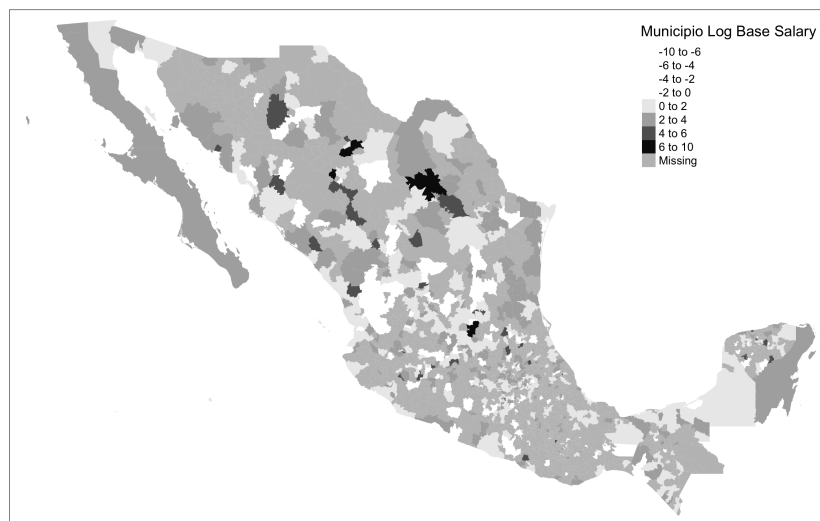 Municipio Log Base Salary
-10 to -6
-6 to -4
-4 to -2
-2 to 0
0 to 2
2 to 4
4 to 6
6 to 10
Missing